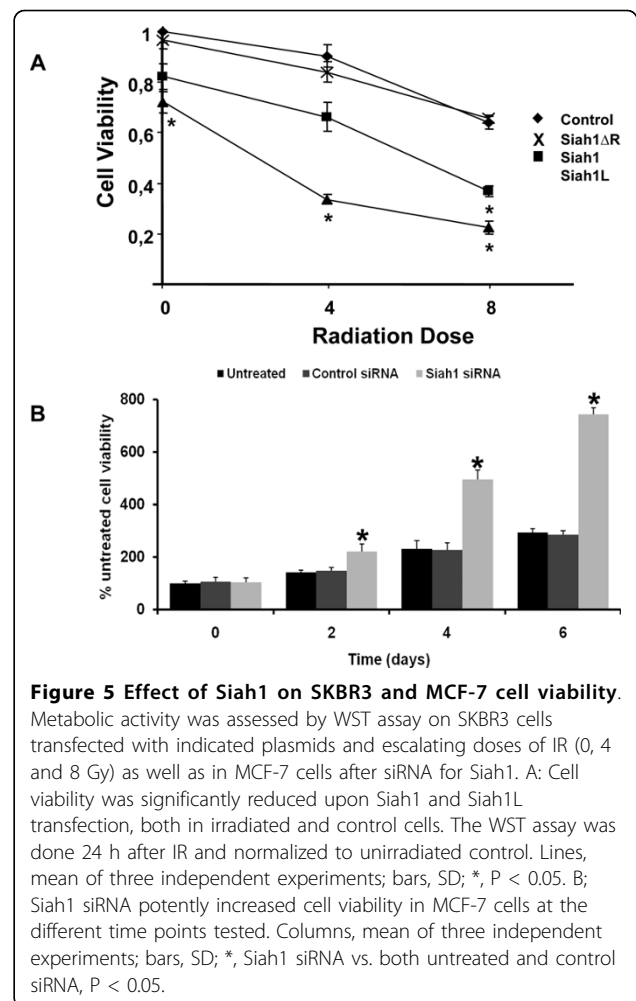 A
Cell Viability
1
0,8
0,6
0,4
0,2
*
*
*
*
0 4 8
Radiation Dose
Control
Siah1ΔR
Siah1
Siah1L
Untreated Control siRNA Siah1 siRNA
B
% untreated cell viability
800
600
400
200
0
*
*
*
0 2 4 6
Time (days)
Figure 5 Effect of Siah1 on SKBR3 and MCF-7 cell viability.
Metabolic activity was assessed by WST assay on SKBR3 cells
transfected with indicated plasmids and escalating doses of IR (0, 4
and 8 Gy) as well as in MCF-7 cells after siRNA for Siah1. A: Cell
viability was significantly reduced upon Siah1 and Siah1L
transfection, both in irradiated and control cells. The WST assay was
done 24 h after IR and normalized to unirradiated control. Lines,
mean of three independent experiments; bars, SD; *, P < 0.05. B;
Siah1 siRNA potently increased cell viability in MCF-7 cells at the
different time points tested. Columns, mean of three independent
experiments; bars, SD; *, Siah1 siRNA vs. both untreated and control
siRNA, P < 0.05.